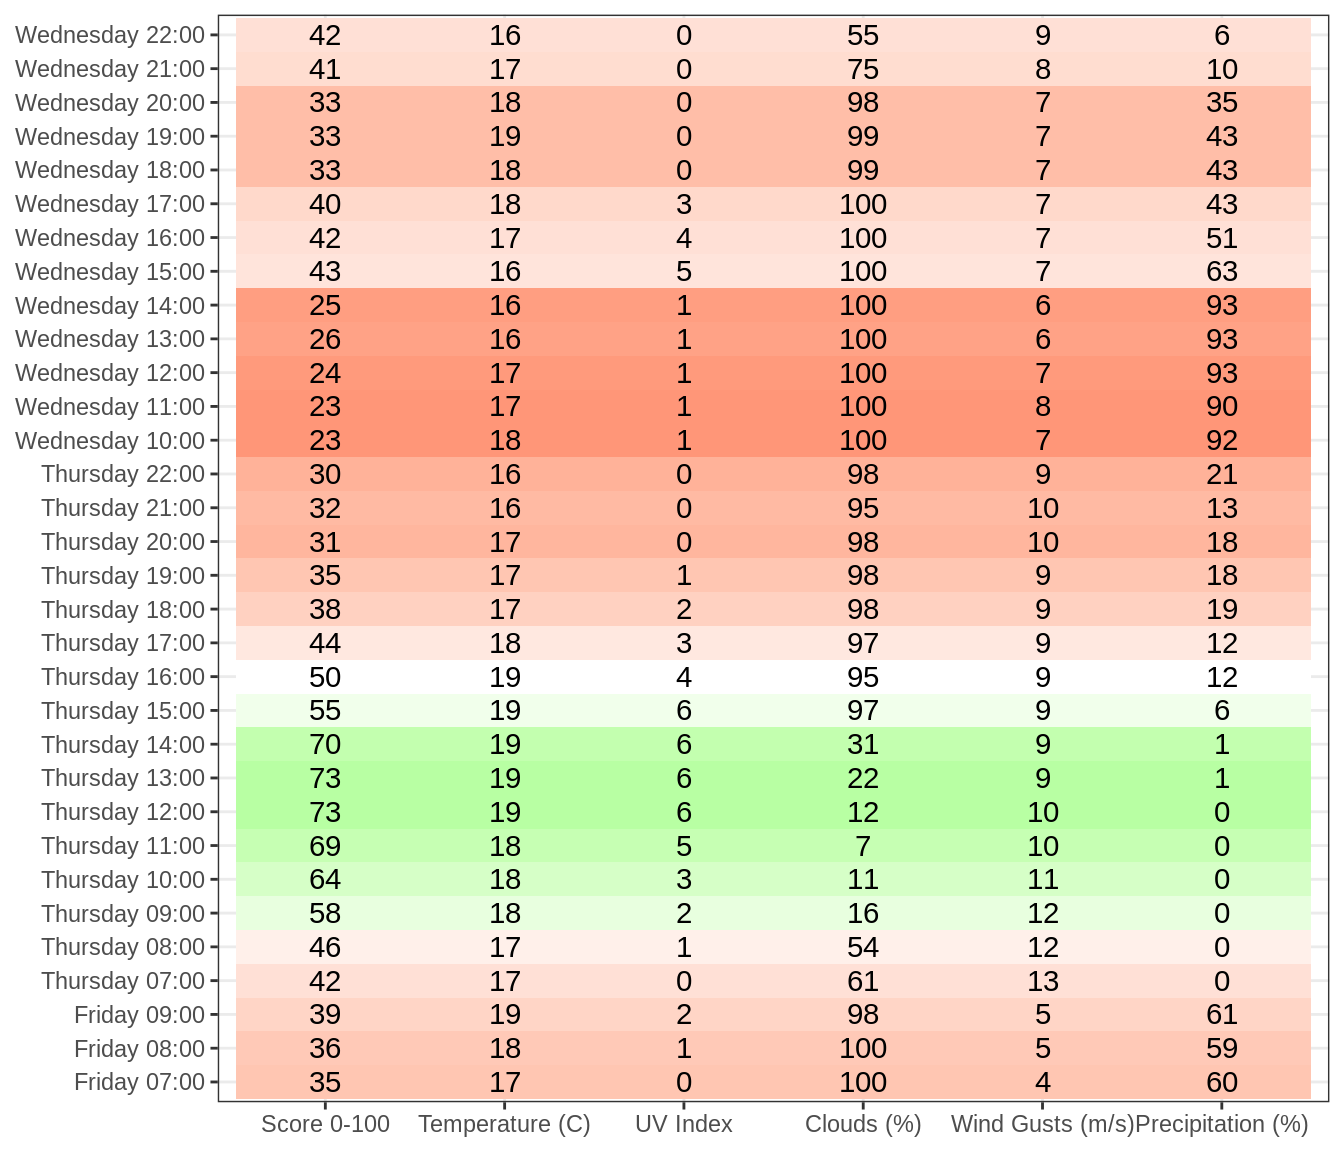 Wednesday 22:00 42 16 0 55 9 6
Wednesday 21:00 41 17 0 75 8 10
Wednesday 20:00 33 18 0 98 7 35
Wednesday 19:00 33 19 0 99 7 43
Wednesday 18:00 33 18 0 99 7 43
Wednesday 17:00 40 18 3 100 7 43
Wednesday 16:00 42 17 4 100 7 51
Wednesday 15:00 43 16 5 100 7 63
Wednesday 14:00 25 16 1 100 6 93
Wednesday 13:00 26 16 1 100 6 93
Wednesday 12:00 24 17 1 100 7 93
Wednesday 11:00 23 17 1 100 8 90
Wednesday 10:00 23 18 1 100 7 92
Thursday 22:00 30 16 0 98 9 21
Thursday 21:00 32 16 0 95 10 13
Thursday 20:00 31 17 0 98 10 18
Thursday 19:00 35 17 1 98 9 18
Thursday 18:00 38 17 2 98 9 19
Thursday 17:00 44 18 3 97 9 12
Thursday 16:00 50 19 4 95 9 12
Thursday 15:00 55 19 6 97 9 6
Thursday 14:00 70 19 6 31 9 1
Thursday 13:00 73 19 6 22 9 1
Thursday 12:00 73 19 6 12 10 0
Thursday 11:00 69 18 5 7 10 0
Thursday 10:00 64 18 3 11 11 0
Thursday 09:00 58 18 2 16 12 0
Thursday 08:00 46 17 1 54 12 0
Thursday 07:00 42 17 0 61 13 0
Friday 09:00 39 19 2 98 5 61
Friday 08:00 36 18 1 100 5 59
Friday 07:00 35 17 0 100 4 60
Score 0-100 Temperature (C) UV Index Clouds (%) Wind Gusts (m/s) Precipitation (%)